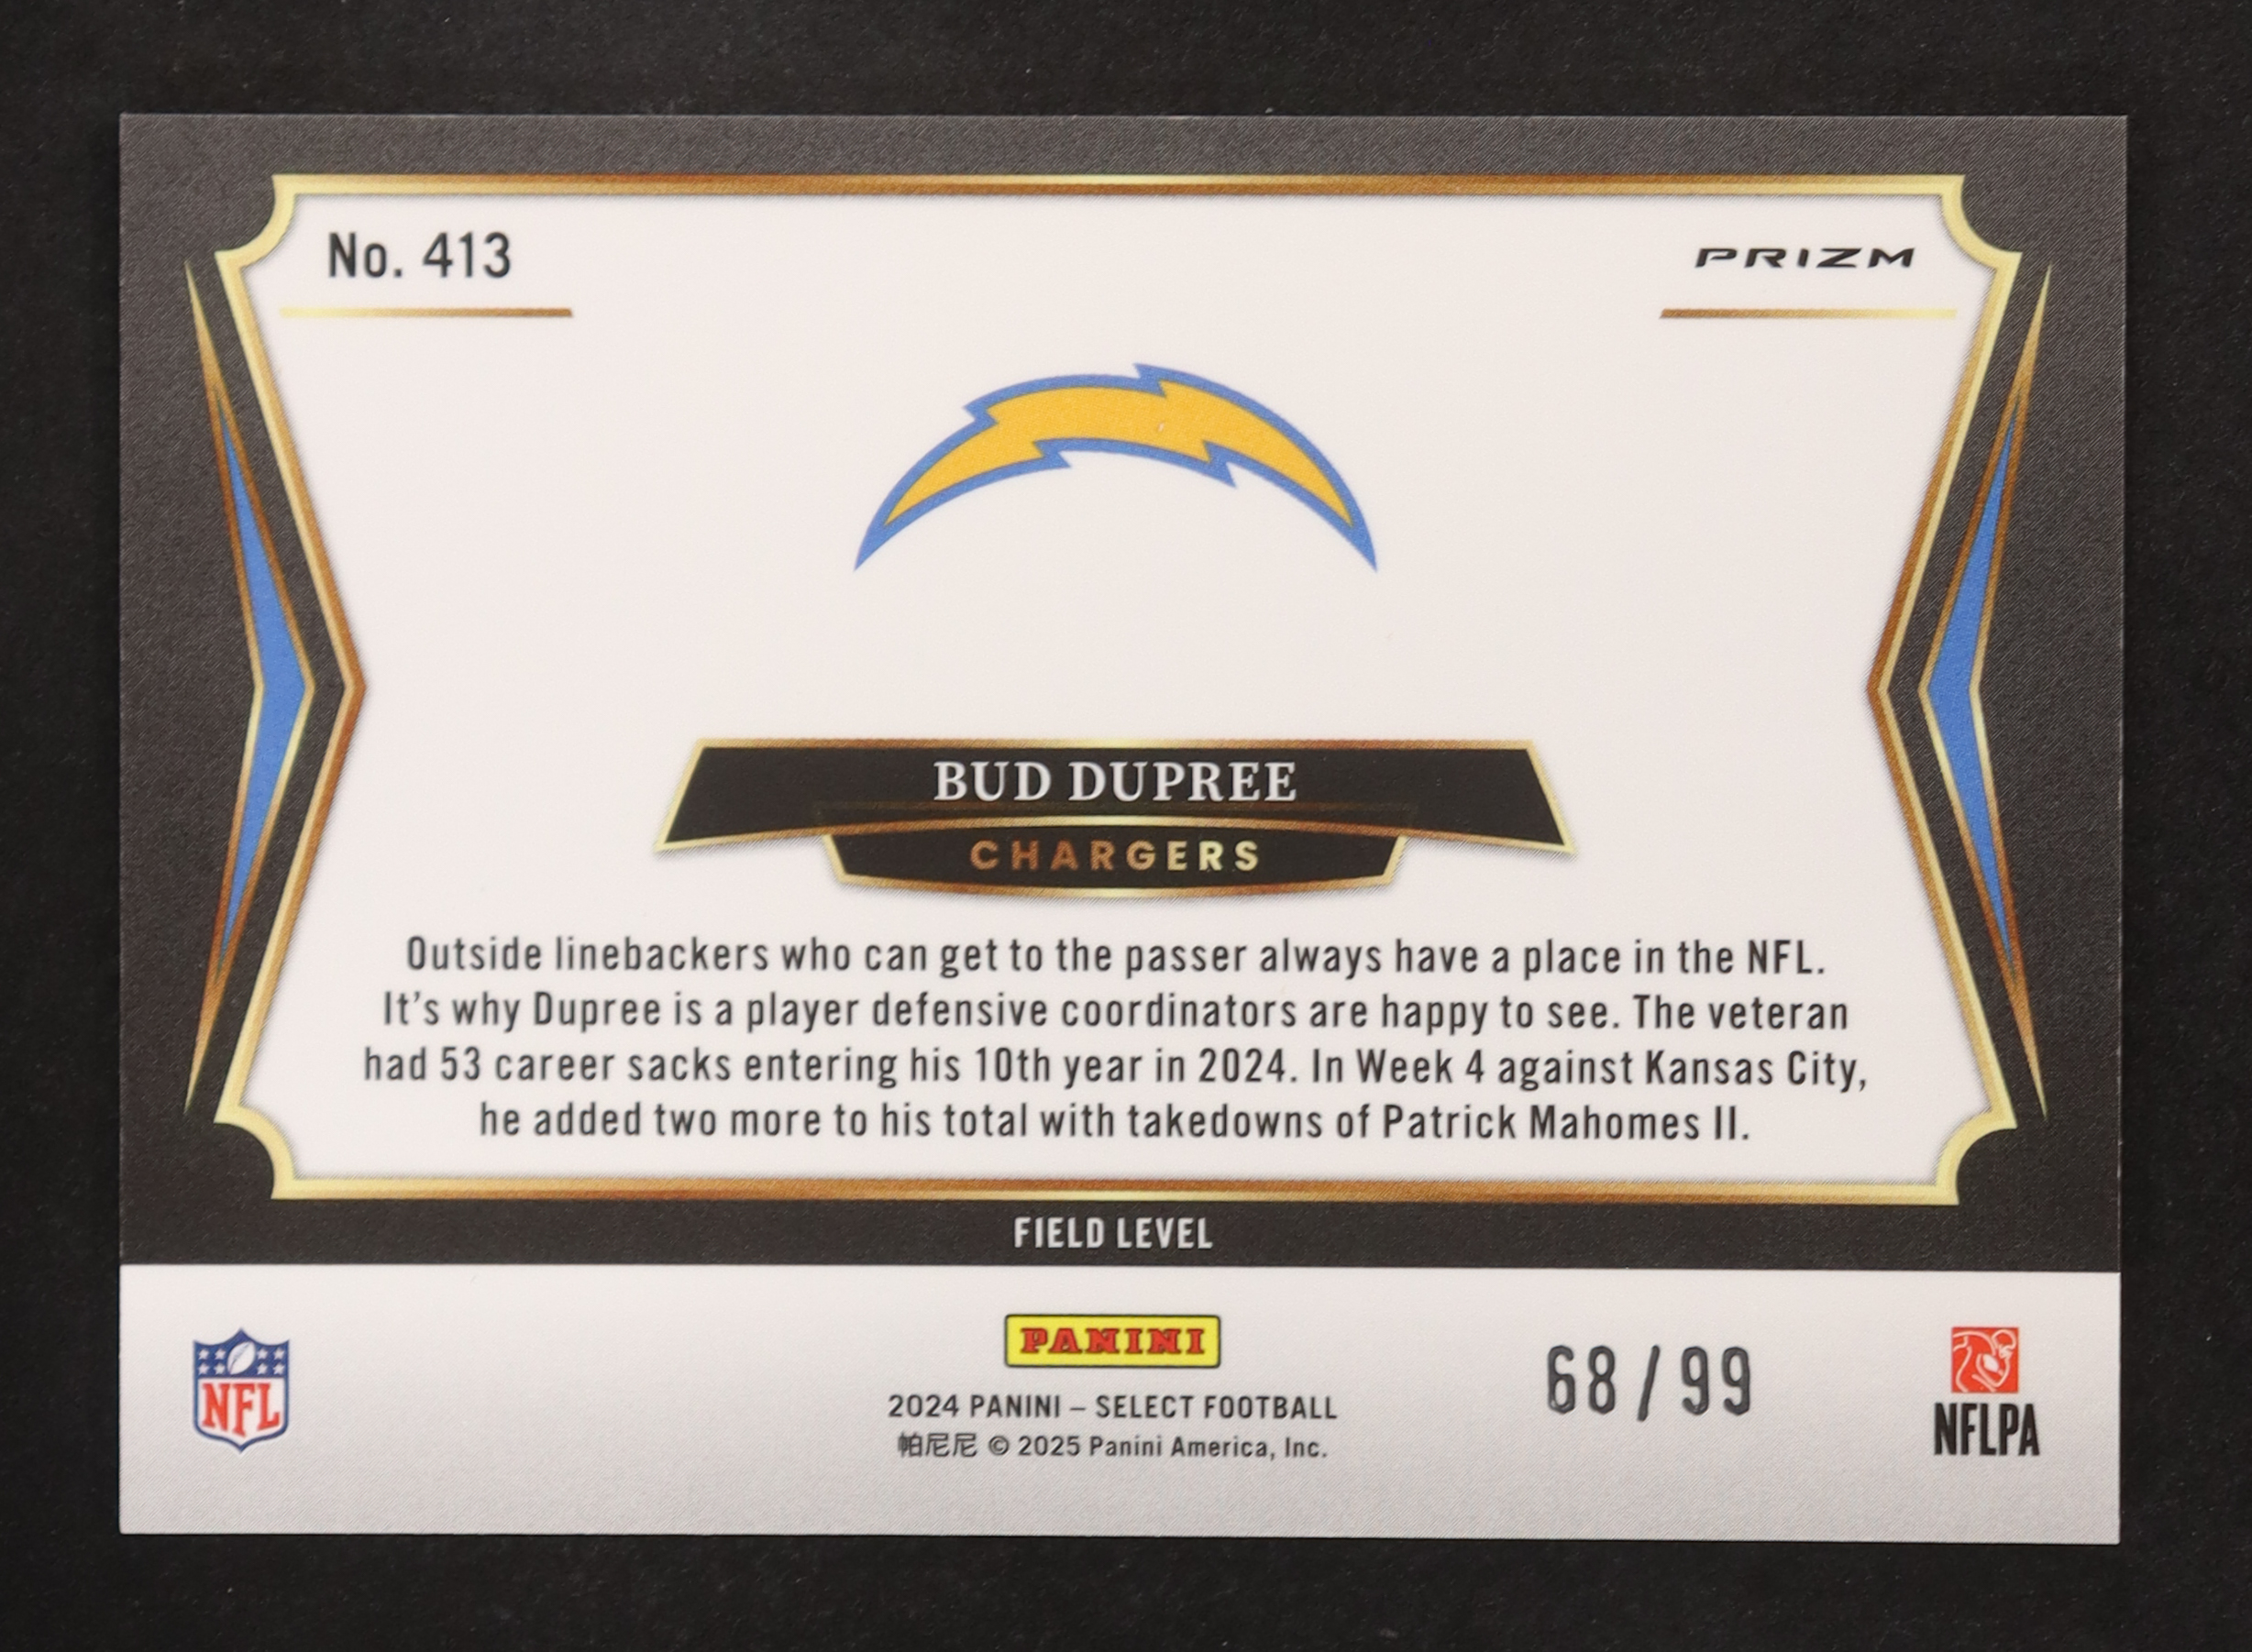 No. 413
PRIZM
BUD DUPREE
CHARGERS
Outside linebackers who can get to the passer always have a place in the NFL.
It's why Dupree is a player defensive coordinators are happy to see. The veteran
had 53 career sacks entering his 10th year in 2024. In Week 4 against Kansas City,
he added two more to his total with takedowns of Patrick Mahomes II.
FIELD LEVEL
NFL
PANINI
2024 PANINI – SELECT FOOTBALL
帕尼尼 © 2025 Panini America, Inc.
68/99
NFLPA